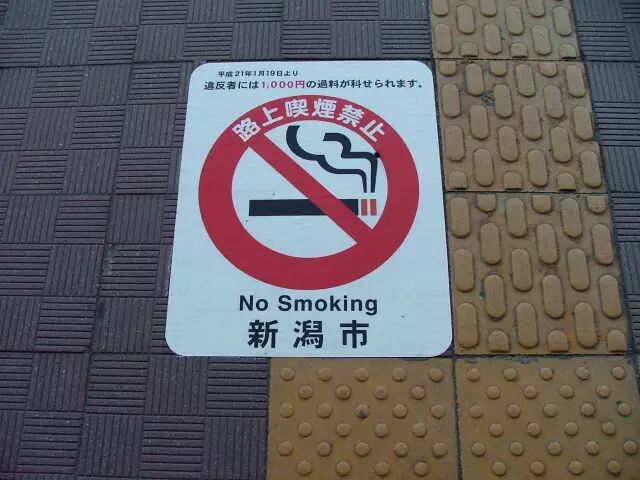 平成21年1月19日より
違反者には1,000円の過料が科せられます。
路上喫煙禁止
No Smoking
新潟市